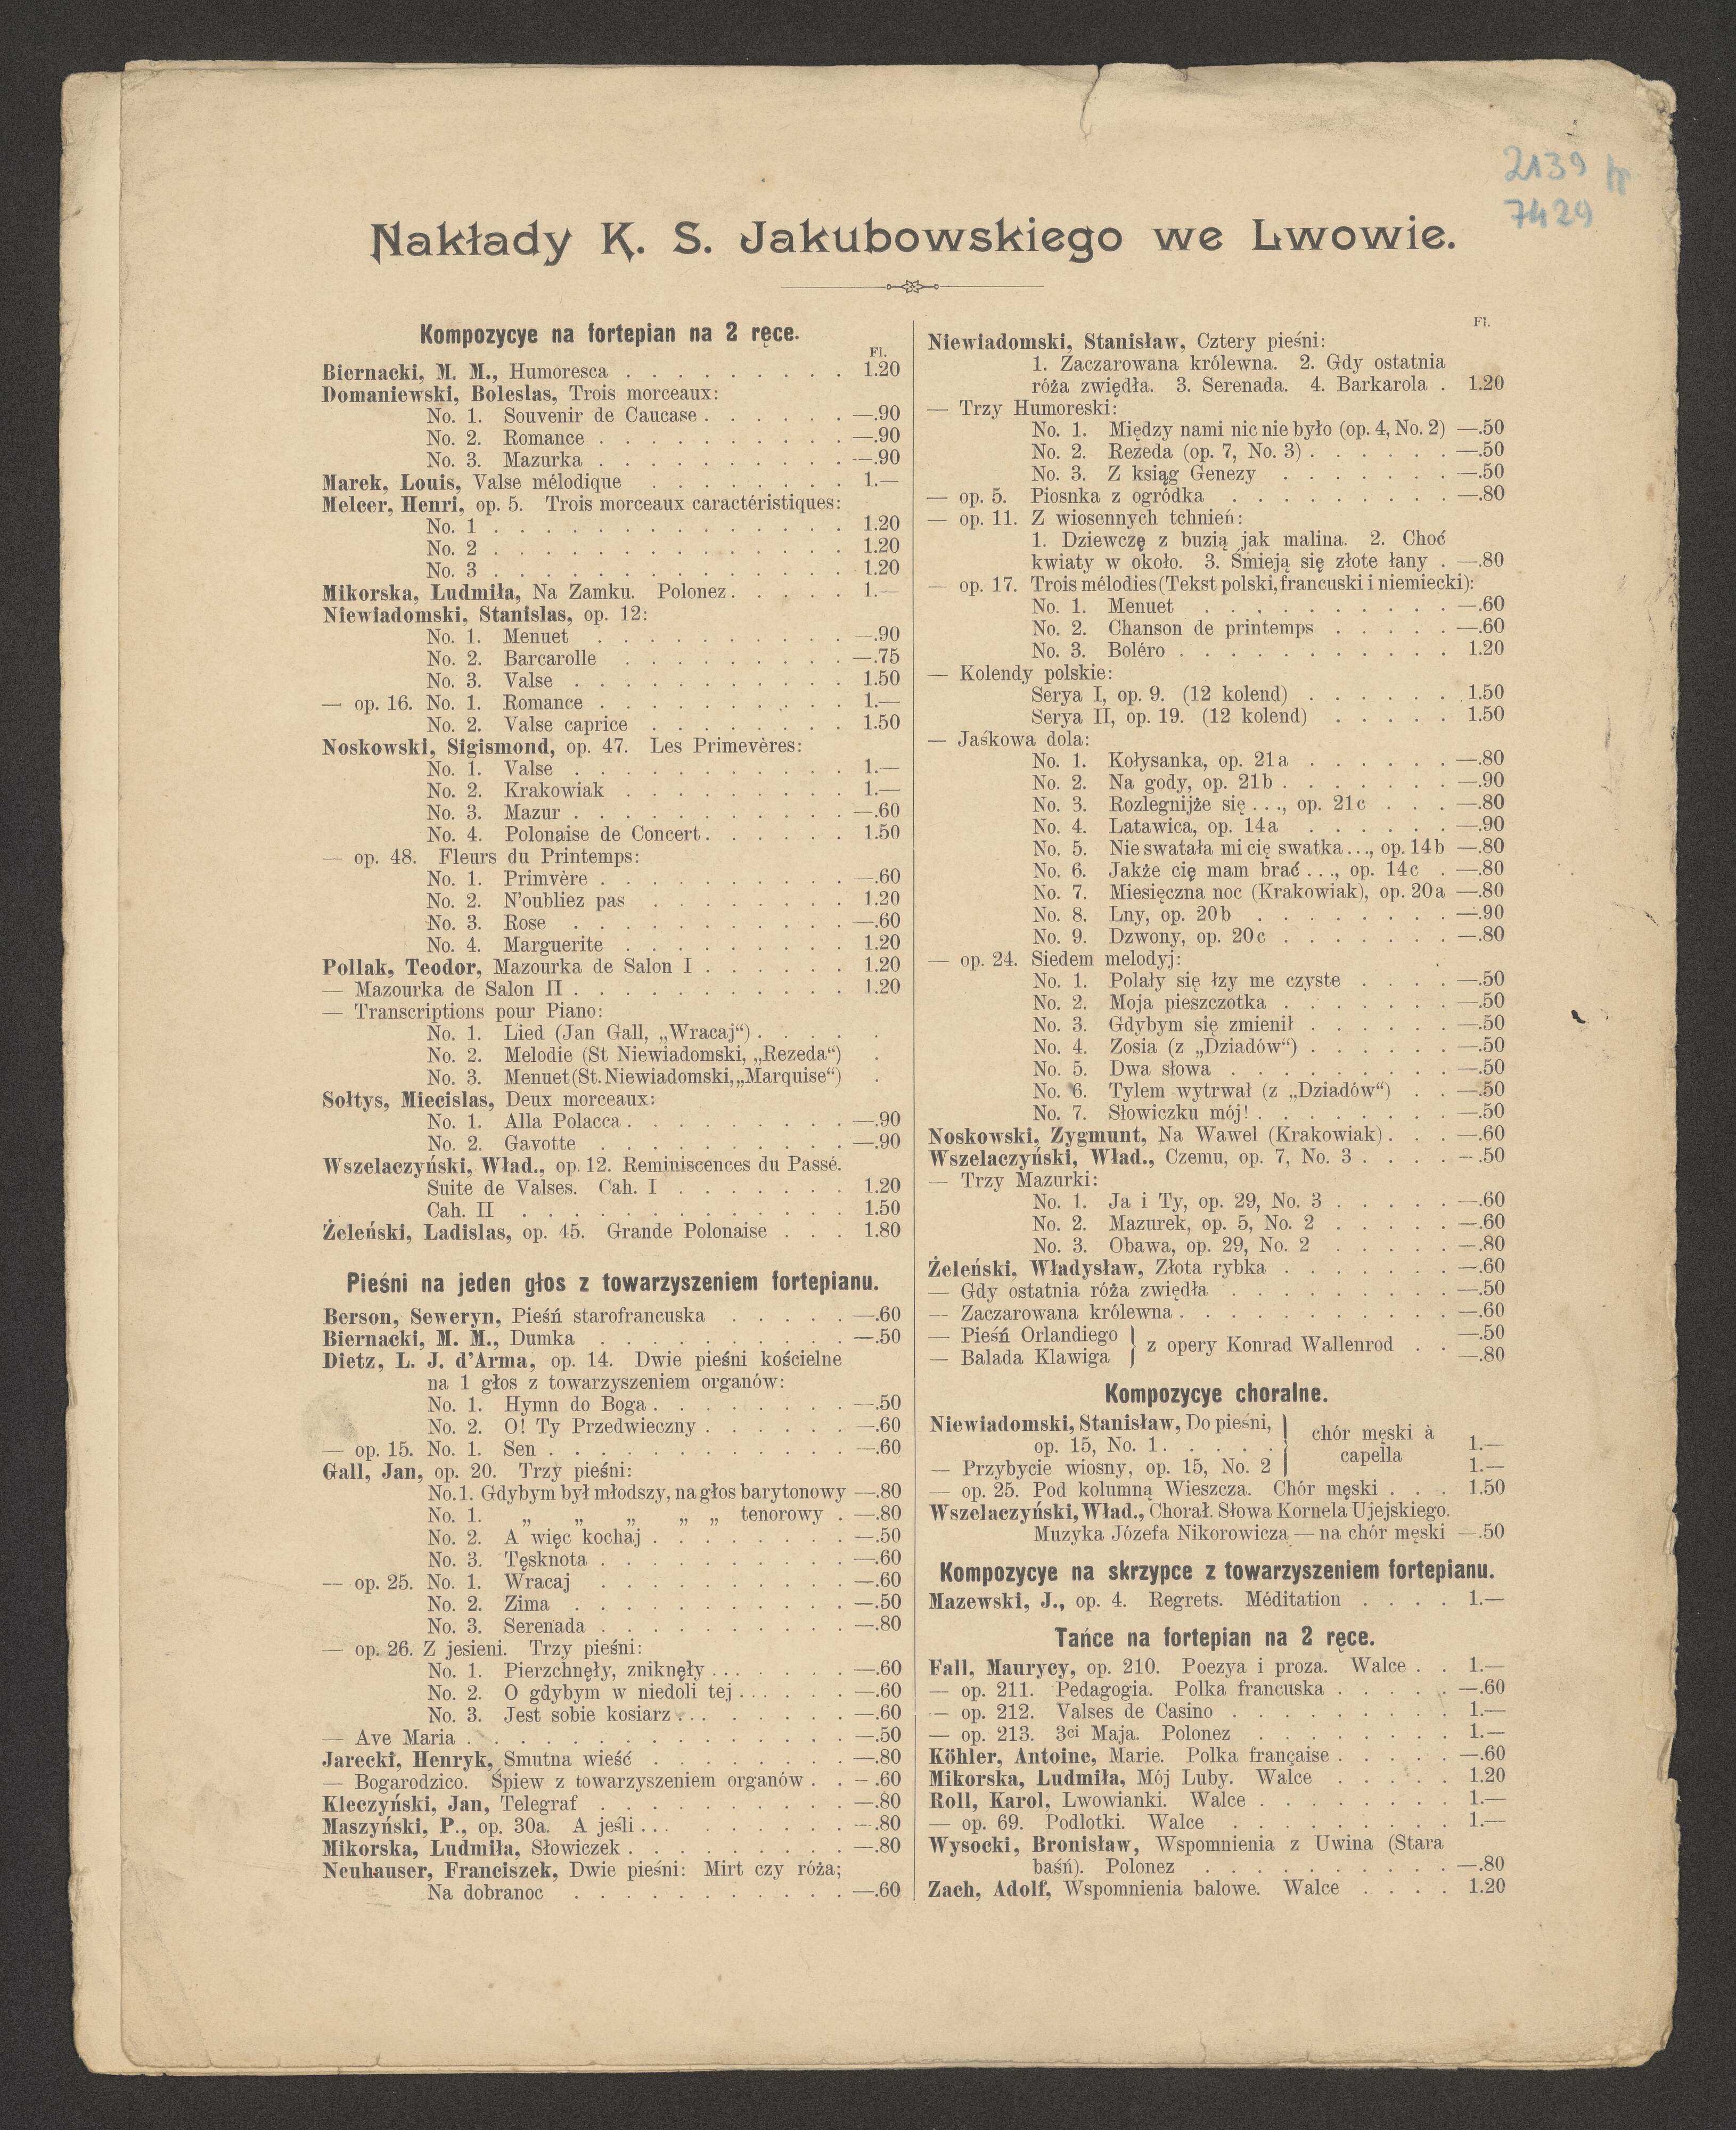 2139
7429
Nakłady K. S. Jakubowskiego we Lwowie.
Kompozycye na fortepian na 2 ręce.
Fl.
Biernacki, M. M., Humoresca . . . . . . . . . 1.20
Domaniewski, Boleslas, Trois morceaux:
No. 1. Souvenir de Caucase . . . . . . —.90
No. 2. Romance . . . . . . . . . . —.90
No. 3. Mazurka . . . . . . . . . . —.90
Marek, Louis, Valse mélodique . . . . . . . . 1.—
Melcer, Henri, op. 5. Trois morceaux caractéristiques:
No. 1 . . . . . . . . . . . . . . 1.20
No. 2 . . . . . . . . . . . . . . 1.20
No. 3 . . . . . . . . . . . . . . 1.20
Mikorska, Ludmiła, Na Zamku. Polonez . . . . . 1.—
Niewiadomski, Stanislas, op. 12:
No. 1. Menuet . . . . . . . . . . —.90
No. 2. Barcarolle . . . . . . . . . —.75
No. 3. Valse . . . . . . . . . . . 1.50
— op. 16. No. 1. Romance . . . . . . . . . . 1.—
No. 2. Valse caprice . . . . . . . . 1.50
Noskowski, Sigismond, op. 47. Les Primevères:
No. 1. Valse . . . . . . . . . . . 1.—
No. 2. Krakowiak . . . . . . . . . 1.—
No. 3. Mazur . . . . . . . . . . . —.60
No. 4. Polonaise de Concert . . . . . . 1.50
— op. 48. Fleurs du Printemps:
No. 1. Primvère . . . . . . . . . . —.60
No. 2. N'oubliez pas . . . . . . . . 1.20
No. 3. Rose . . . . . . . . . . . —.60
No. 4. Marguerite . . . . . . . . . 1.20
Pollak, Teodor, Mazourka de Salon I . . . . . . 1.20
— Mazourka de Salon II . . . . . . . . . . . 1.20
— Transcriptions pour Piano:
No. 1. Lied (Jan Gall, „Wracaj“) . . . . .
No. 2. Melodie (St Niewiadomski, „Rezeda“) .
No. 3. Menuet (St. Niewiadomski, „Marquise“) .
Sołtys, Miecislas, Deux morceaux:
No. 1. Alla Polacca . . . . . . . . . —.90
No. 2. Gavotte . . . . . . . . . . —.90
Wszelaczyński, Wład., op. 12. Reminiscences du Passé.
Suite de Valses. Cah. I . . . . . . . 1.20
Cah. II . . . . . . . . . . . . . 1.50
Żeleński, Ladislas, op. 45. Grande Polonaise . . . 1.80
Pieśni na jeden głos z towarzyszeniem fortepianu.
Berson, Seweryn, Pieśń starofrancuska . . . . . —.60
Biernacki, M. M., Dumka . . . . . . . . . . —.50
Dietz, L. J. d'Arma, op. 14. Dwie pieśni kościelne
na 1 głos z towarzyszeniem organów:
No. 1. Hymn do Boga . . . . . . . . —.50
No. 2. O! Ty Przedwieczny . . . . . . —.60
— op. 15. No. 1. Sen . . . . . . . . . . . . —.60
Gall, Jan, op. 20. Trzy pieśni:
No. 1. Gdybym był młodszy, na głos barytonowy —.80
No. 1. „ „ „ „ „ tenorowy . —.80
No. 2. A więc kochaj . . . . . . . . —.50
No. 3. Tęsknota . . . . . . . . . . —.60
— op. 25. No. 1. Wracaj . . . . . . . . . . —.60
No. 2. Zima . . . . . . . . . . . —.50
No. 3. Serenada . . . . . . . . . . —.80
— op. 26. Z jesieni. Trzy pieśni:
No. 1. Pierzchnęły, zniknęły . . . . . . . . —.60
No. 2. O gdybym w niedoli tej . . . . . . . —.60
No. 3. Jest sobie kosiarz . . . . . . . . . —.60
— Ave Maria . . . . . . . . . . . . . . . —.50
Jarecki, Henryk, Smutna wieść . . . . . . . . —.80
— Bogarodzico. Śpiew z towarzyszeniem organów . . —.60
Kleczyński, Jan, Telegraf . . . . . . . . . . —.80
Maszyński, P., op. 30a. A jeśli . . . . . . . . . . —.80
Mikorska, Ludmiła, Słowiczek . . . . . . . . . —.80
Neuhauser, Franciszek, Dwie pieśni: Mirt czy róża;
Na dobranoc . . . . . . . . . . . —.60
Fl.
Niewiadomski, Stanisław, Cztery pieśni:
1. Zaczarowana królewna. 2. Gdy ostatnia
róża zwiędła. 3. Serenada. 4. Barkarola . 1.20
— Trzy Humoreski:
No. 1. Między nami nic nie było (op. 4, No. 2) —.50
No. 2. Rezeda (op. 7, No. 3) . . . . . . —.50
No. 3. Z ksiąg Genezy . . . . . . . —.50
— op. 5. Piosnka z ogródka . . . . . . . . . —.80
— op. 11. Z wiosennych tchnień:
1. Dziewczę z buzią jak malina. 2. Choć
kwiaty w około. 3. Śmieją się złote łany . —.80
— op. 17. Trois mélodies (Tekst polski, francuski i niemiecki):
No. 1. Menuet . . . . . . . . . . —.60
No. 2. Chanson de printemps . . . . . —.60
No. 3. Boléro . . . . . . . . . . . 1.20
— Kolendy polskie:
Serya I, op. 9. (12 kolend) . . . . . . 1.50
Serya II, op. 19. (12 kolend) . . . . . 1.50
— Jaśkowa dola:
No. 1. Kołysanka, op. 21a . . . . . . —.80
No. 2. Na gody, op. 21b . . . . . . . —.90
No. 3. Rozlegnijże się . . ., op. 21c . . . —.80
No. 4. Latawica, op. 14a . . . . . . —.90
No. 5. Nie swatała mi cię swatka . . ., op. 14b —.80
No. 6. Jakże cię mam brać . . ., op. 14c . —.80
No. 7. Miesięczna noc (Krakowiak), op. 20a —.80
No. 8. Lny, op. 20b . . . . . . . . —.90
No. 9. Dzwony, op. 20c . . . . . . . —.80
— op. 24. Siedem melodyj:
No. 1. Polały się łzy me czyste . . . . —.50
No. 2. Moja pieszczotka . . . . . . . —.50
No. 3. Gdybym się zmienił . . . . . . —.50
No. 4. Zosia (z „Dziadów“) . . . . . . —.50
No. 5. Dwa słowa . . . . . . . . . —.50
No. 6. Tylem wytrwał (z „Dziadów“) . . —.50
No. 7. Słowiczku mój! . . . . . . . . —.50
Noskowski, Zygmunt, Na Wawel (Krakowiak) . . . —.60
Wszelaczyński, Wład., Czemu, op. 7, No. 3 . . . . —.50
— Trzy Mazurki:
No. 1. Ja i Ty, op. 29, No. 3 . . . . . —.60
No. 2. Mazurek, op. 5, No. 2 . . . . . —.60
No. 3. Obawa, op. 29, No. 2 . . . . . —.80
Żeleński, Władysław, Złota rybka . . . . . . . —.60
— Gdy ostatnia róża zwiędła . . . . . . . . . —.50
— Zaczarowana królewna . . . . . . . . . . . —.60
— Pieśń Orlandiego } z opery Konrad Wallenrod . . —.50
— Balada Klawiga —.80
Kompozycye choralne.
Niewiadomski, Stanisław, Do pieśni,
op. 15, No. 1 . . . . . } chór męski à capella 1.—
— Przybycie wiosny, op. 15, No. 2 1.—
— op. 25. Pod kolumną Wieszcza. Chór męski . . . 1.50
Wszelaczyński, Wład., Chorał. Słowa Kornela Ujejskiego.
Muzyka Józefa Nikorowicza — na chór męski —.50
Kompozycye na skrzypce z towarzyszeniem fortepianu.
Mazewski, J., op. 4. Regrets. Méditation . . . . 1.—
Tańce na fortepian na 2 ręce.
Fall, Maurycy, op. 210. Poezya i proza. Walce . . 1.—
— op. 211. Pedagogia. Polka francuska . . . . . —.60
— op. 212. Valses de Casino . . . . . . . . . 1.—
— op. 213. 3ci Maja. Polonez . . . . . . . . . 1.—
Köhler, Antoine, Marie. Polka française . . . . . —.60
Mikorska, Ludmiła, Mój Luby. Walce . . . . . 1.20
Roll, Karol, Lwowianki. Walce . . . . . . . . 1.—
— op. 69. Podlotki. Walce . . . . . . . . . . 1.—
Wysocki, Bronisław, Wspomnienia z Uwina (Stara
baśń). Polonez . . . . . . . . . . —.80
Zach, Adolf, Wspomnienia balowe. Walce . . . . 1.20